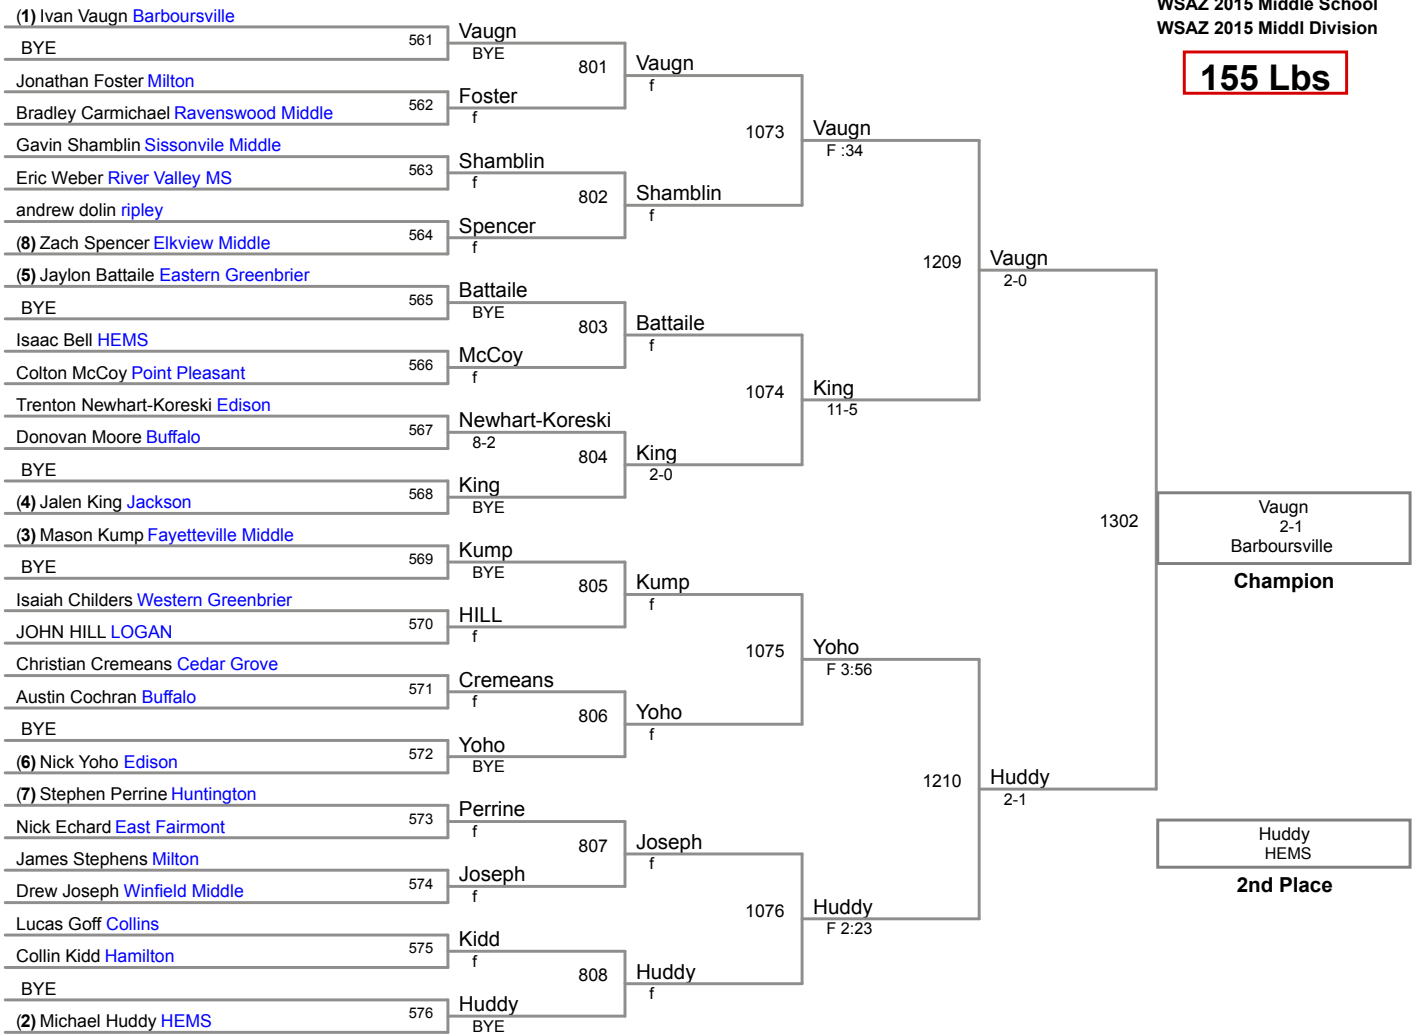 WSAZ 2015 Middle School
WSAZ 2015 Middl Division
155 Lbs
(1) Ivan Vaugn Barboursville
BYE
Jonathan Foster Milton
Bradley Carmichael Ravenswood Middle
Gavin Shamblin Sissonvile Middle
Eric Weber River Valley MS
andrew dolin ripley
(8) Zach Spencer Elkview Middle
(5) Jaylon Battaile Eastern Greenbrier
BYE
Isaac Bell HEMS
Colton McCoy Point Pleasant
Trenton Newhart-Koreski Edison
Donovan Moore Buffalo
BYE
(4) Jalen King Jackson
(3) Mason Kump Fayetteville Middle
BYE
Isaiah Childers Western Greenbrier
JOHN HILL LOGAN
Christian Cremeans Cedar Grove
Austin Cochran Buffalo
BYE
(6) Nick Yoho Edison
(7) Stephen Perrine Huntington
Nick Echard East Fairmont
James Stephens Milton
Drew Joseph Winfield Middle
Lucas Goff Collins
Collin Kidd Hamilton
BYE
(2) Michael Huddy HEMS
561
562
563
564
565
566
567
568
569
570
571
572
573
574
575
576
Vaugn
BYE
Foster
f
Shamblin
f
Spencer
f
Battaile
BYE
McCoy
f
Newhart-Koreski
8-2
King
BYE
Kump
BYE
HILL
f
Cremeans
f
Yoho
BYE
Perrine
f
Joseph
f
Kidd
f
Huddy
BYE
801
802
803
804
805
806
807
808
Vaugn
f
Shamblin
f
Battaile
f
King
2-0
Kump
f
Yoho
f
Joseph
f
Huddy
f
1073
1074
1075
1076
Vaugn
F :34
King
11-5
Yoho
F 3:56
Huddy
F 2:23
1209
1210
Vaugn
2-0
Huddy
2-1
1302
Vaugn
2-1
Barboursville
Champion
Huddy
HEMS
2nd Place